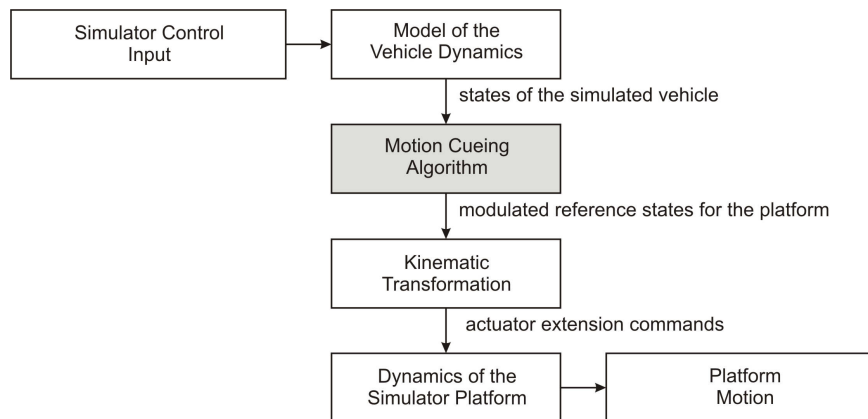 Simulator Control
Input
Model of the
Vehicle Dynamics
states of the simulated vehicle
Motion Cueing
Algorithm
modulated reference states for the platform
Kinematic
Transformation
actuator extension commands
Dynamics of the
Simulator Platform
Platform
Motion